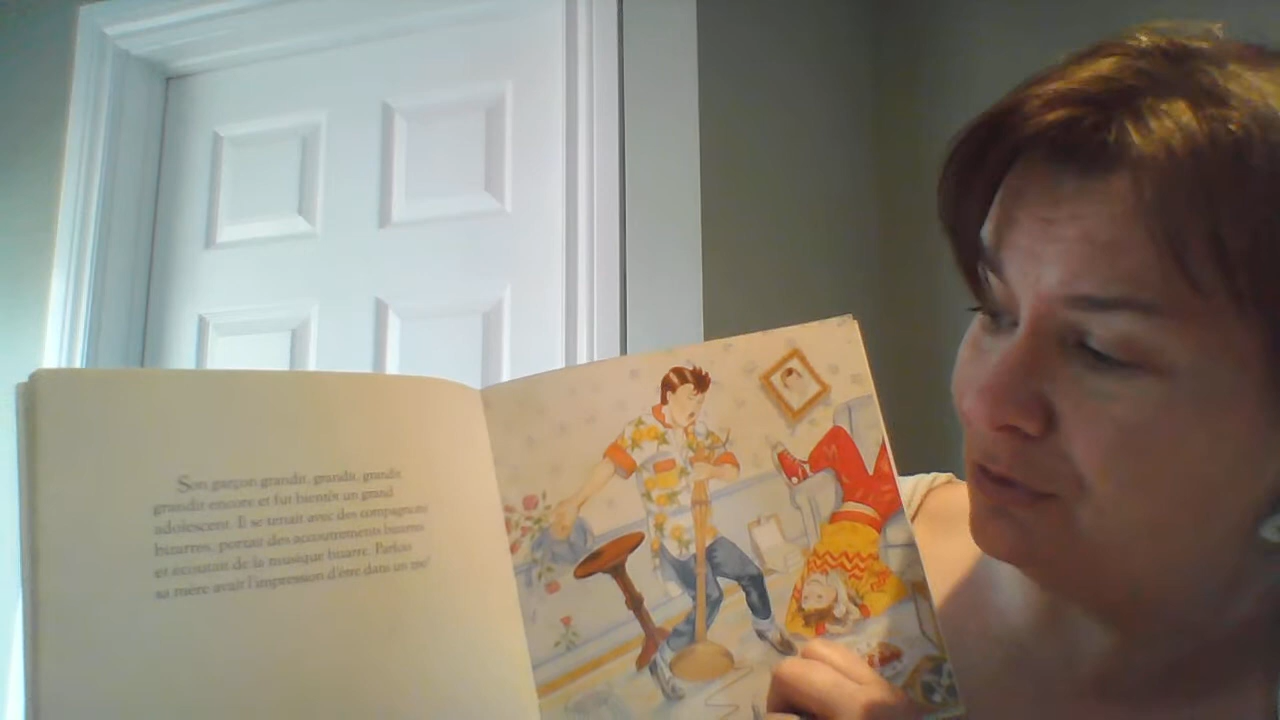 Son garçon grandit, grandit, grandit
grandit encore et fut bientôt un grand
adolescent. Il se tenait avec des compagnons
bizarres, portait des accoutrements bizarres
et écoutait de la musique bizarre. Parfois
sa mère avait l'impression d'être dans un